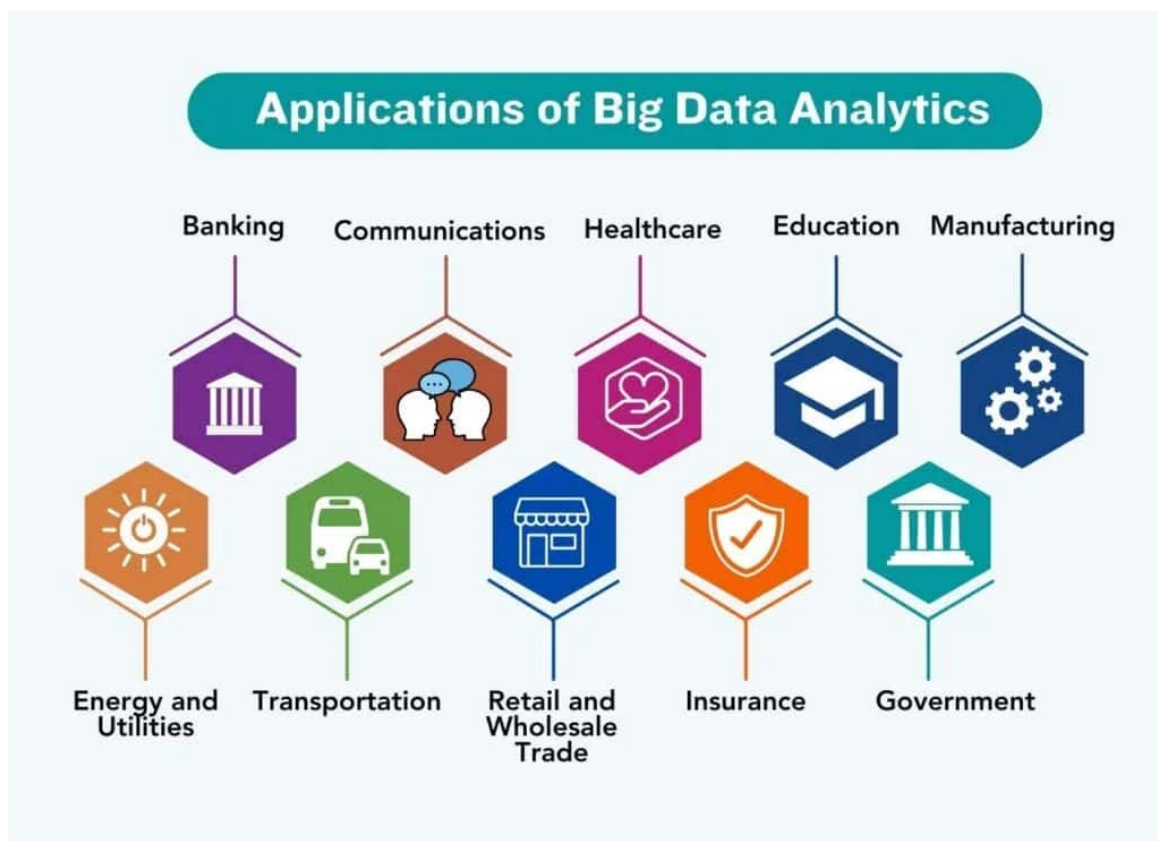 Applications of Big Data Analytics
Banking
Communications
Healthcare
Education
Manufacturing
Energy and
Utilities
Transportation
Retail and
Wholesale
Trade
Insurance
Government